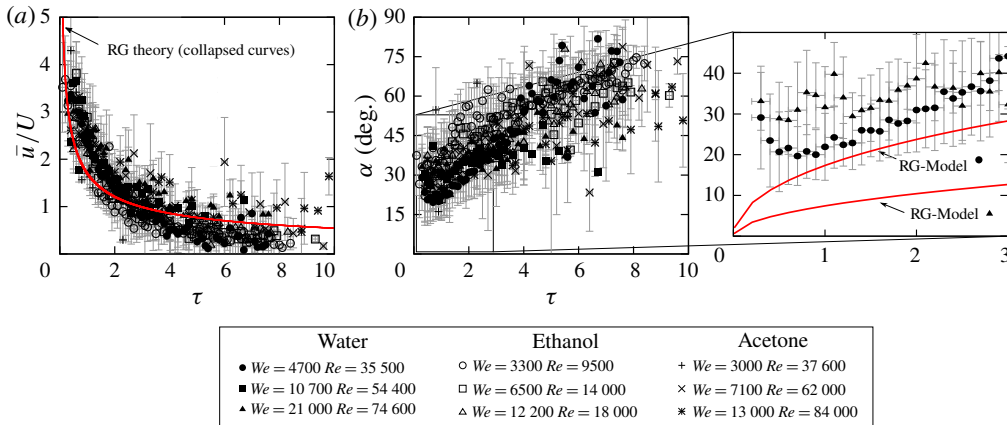 (a)
5
4
3
2
1
0
ū/U
RG theory (collapsed curves)
2
4
6
8
10
τ
(b)
90
75
60
45
30
15
0
α (deg.)
2
4
6
8
10
τ
40
30
20
10
RG-Model
RG-Model
1
2
3
Water
Ethanol
Acetone
We = 4700 Re = 35 500
We = 3300 Re = 9500
We = 3000 Re = 37 600
We = 10 700 Re = 54 400
We = 6500 Re = 14 000
We = 7100 Re = 62 000
We = 21 000 Re = 74 600
We = 12 200 Re = 18 000
We = 13 000 Re = 84 000